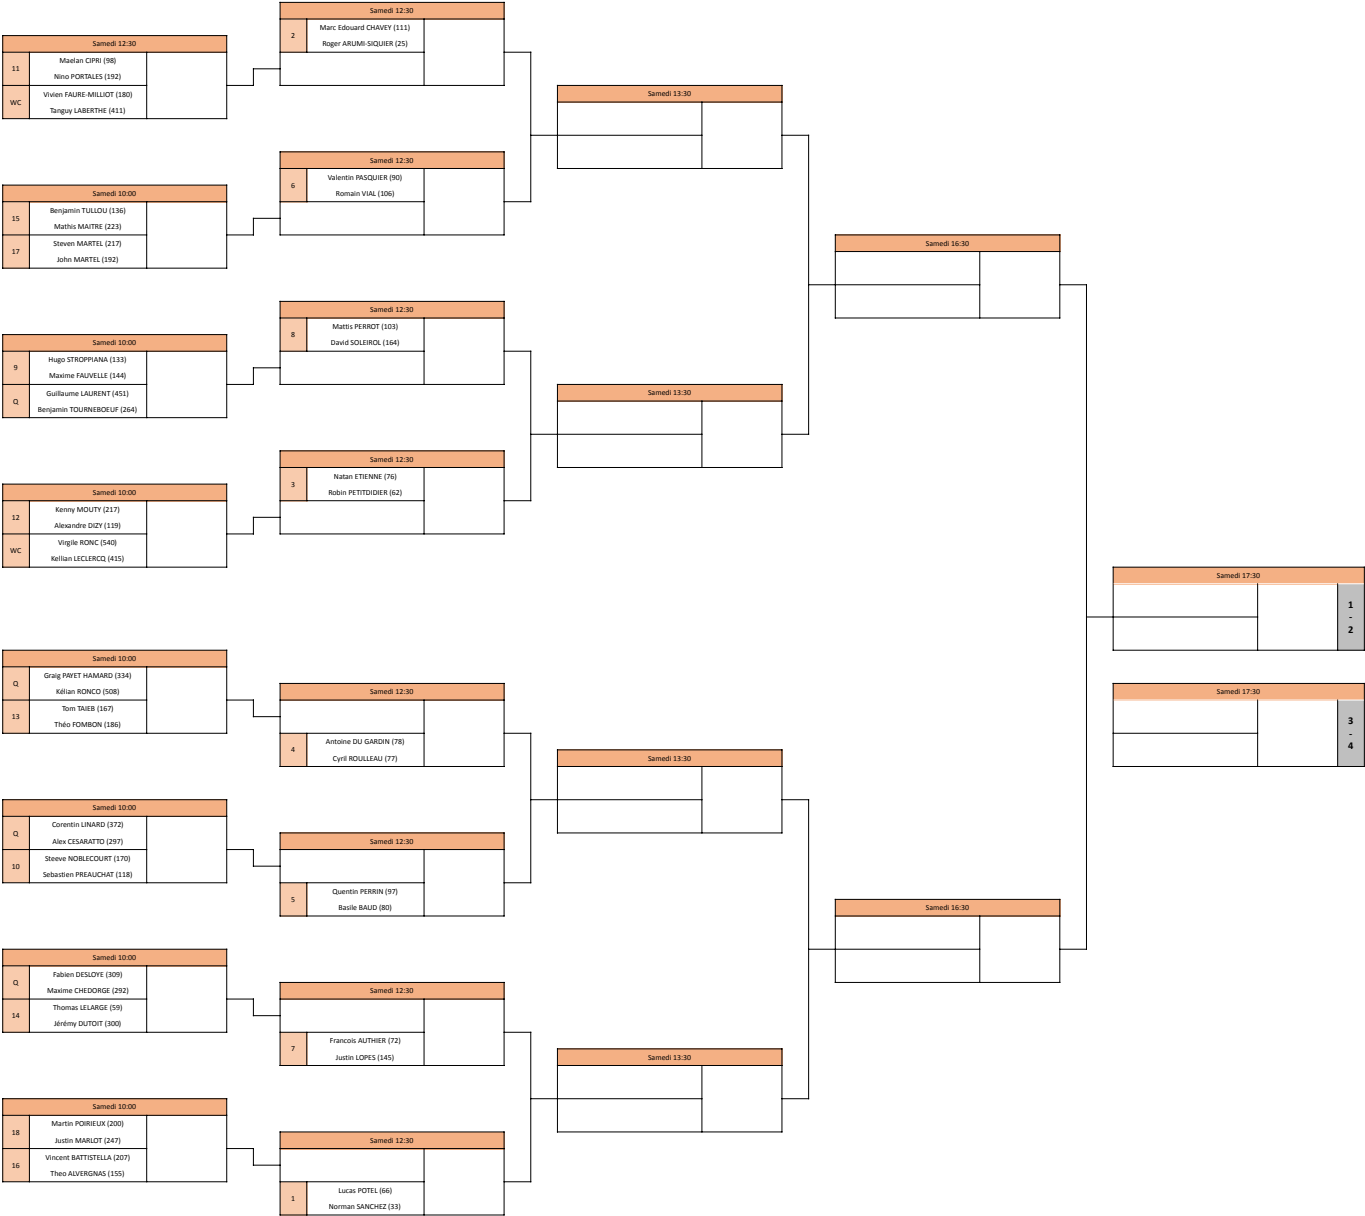 Samedi 12:30
2
Marc Edouard CHAVEY (111)
Roger ARUMI-SIQUIER (25)
Samedi 12:30
11
Maelan CIPRI (98)
Nino PORTALES (192)
WC
Vivien FAURE-MILLIOT (180)
Tanguy LABERTHE (411)
Samedi 13:30
Samedi 12:30
6
Valentin PASQUIER (90)
Romain VIAL (106)
Samedi 10:00
15
Benjamin TULLOU (136)
Mathis MAITRE (223)
17
Steven MARTEL (217)
John MARTEL (192)
Samedi 16:30
Samedi 12:30
8
Mattis PERROT (103)
David SOLEIROL (164)
Samedi 10:00
9
Hugo STROPPIANA (133)
Maxime FAUVELLE (144)
Q
Guillaume LAURENT (451)
Benjamin TOURNEBOEUF (264)
Samedi 13:30
Samedi 12:30
3
Natan ETIENNE (76)
Robin PETITDIDIER (62)
Samedi 10:00
12
Kenny MOUTY (217)
Alexandre DIZY (119)
WC
Virgile RONC (540)
Kellian LECLERCQ (415)
Samedi 17:30
1
-
2
Samedi 10:00
Q
Graig PAYET HAMARD (334)
Kélian RONCO (508)
13
Tom TAIEB (167)
Théo FOMBON (186)
Samedi 12:30
4
Antoine DU GARDIN (78)
Cyril ROULLEAU (77)
Samedi 17:30
3
-
4
Samedi 13:30
Samedi 10:00
Q
Corentin LINARD (372)
Alex CESARATTO (297)
10
Steeve NOBLECOURT (170)
Sebastien PREAUCHAT (118)
Samedi 12:30
5
Quentin PERRIN (97)
Basile BAUD (80)
Samedi 16:30
Samedi 10:00
Q
Fabien DESLOYE (309)
Maxime CHEDORGE (292)
14
Thomas LELARGE (59)
Jérémy DUTOIT (300)
Samedi 12:30
7
Francois AUTHIER (72)
Justin LOPES (145)
Samedi 13:30
Samedi 10:00
18
Martin POIRIEUX (200)
Justin MARLOT (247)
16
Vincent BATTISTELLA (207)
Theo ALVERGNAS (155)
Samedi 12:30
1
Lucas POTEL (66)
Norman SANCHEZ (33)